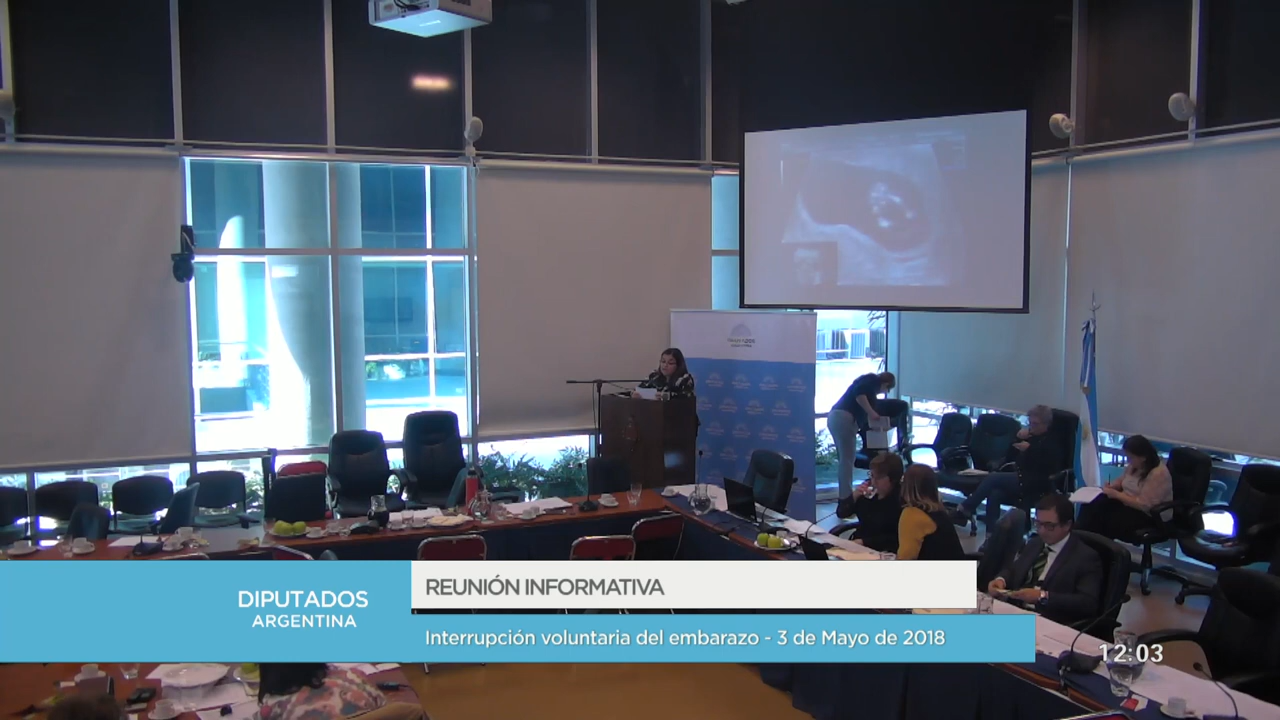 DIPUTADOS
ARGENTINA
REUNIÓN INFORMATIVA
Interrupción voluntaria del embarazo - 3 de Mayo de 2018
12:03